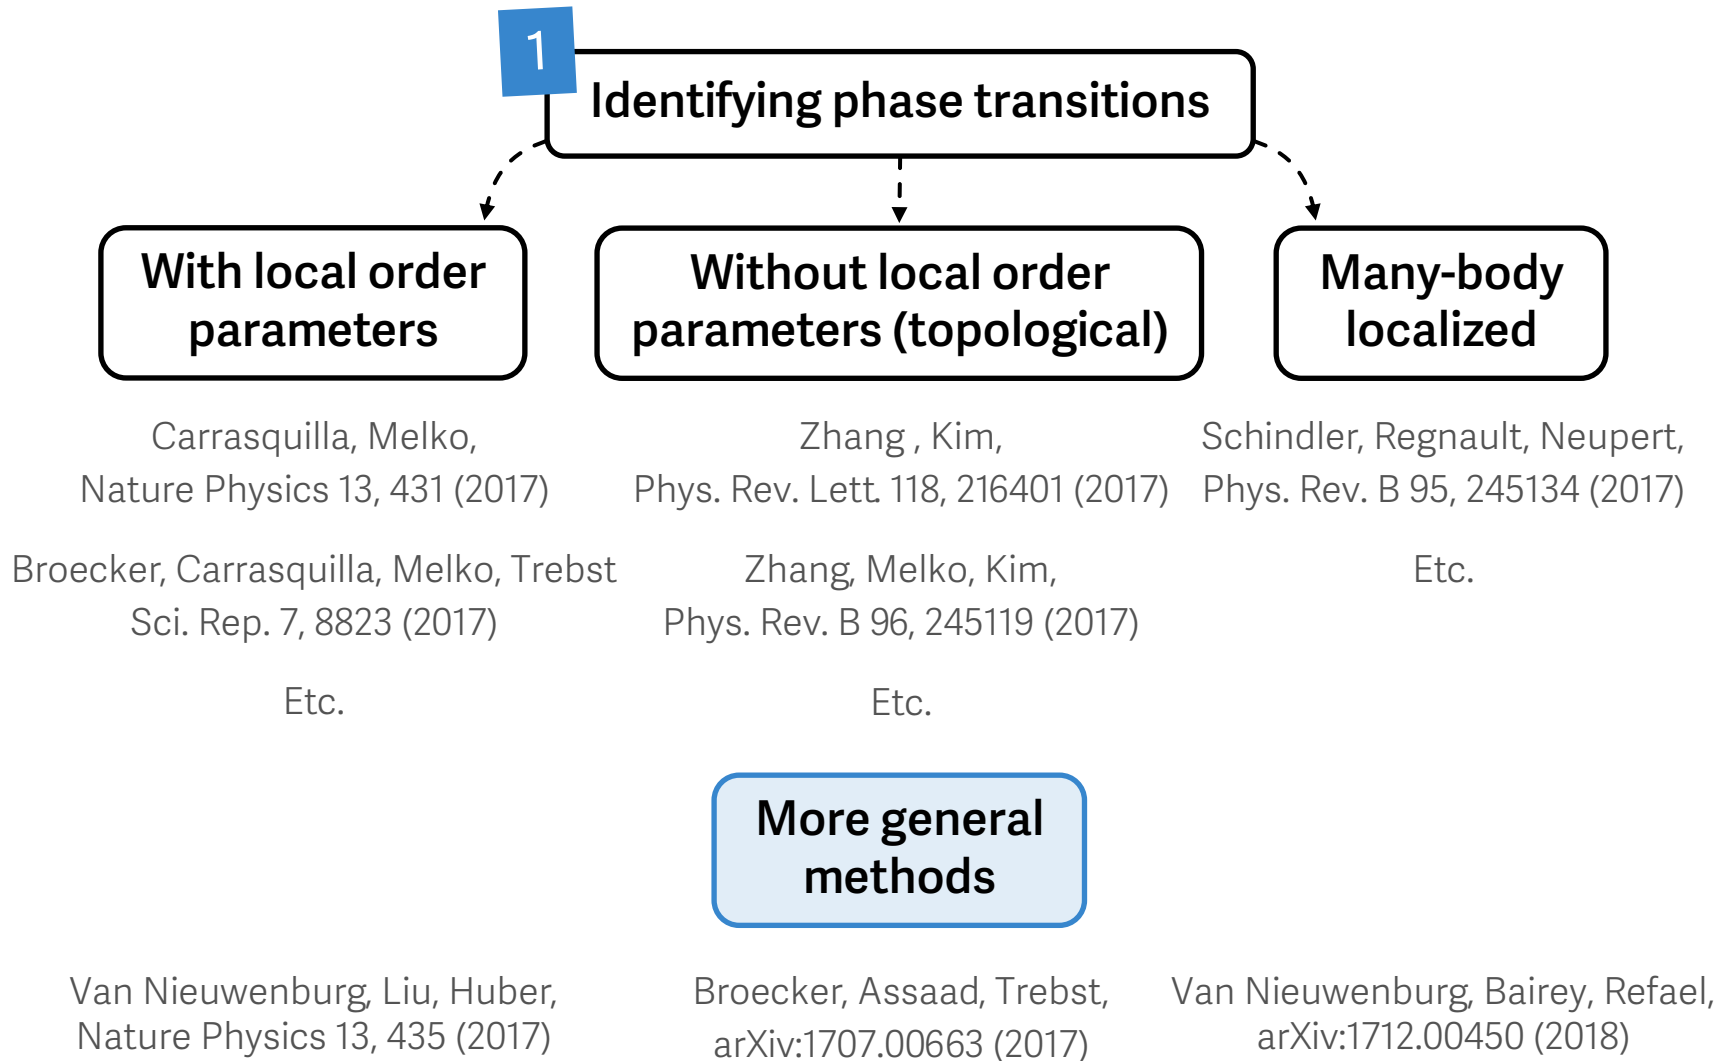 1
Identifying phase transitions
With local order
parameters
Without local order
parameters (topological)
Many-body
localized
Carrasquilla, Melko,
Nature Physics 13, 431 (2017)
Broecker, Carrasquilla, Melko, Trebst
Sci. Rep. 7, 8823 (2017)
Etc.
Zhang , Kim,
Phys. Rev. Lett. 118, 216401 (2017)
Zhang, Melko, Kim,
Phys. Rev. B 96, 245119 (2017)
Etc.
Schindler, Regnault, Neupert,
Phys. Rev. B 95, 245134 (2017)
Etc.
More general
methods
Van Nieuwenburg, Liu, Huber,
Nature Physics 13, 435 (2017)
Broecker, Assaad, Trebst,
arXiv:1707.00663 (2017)
Van Nieuwenburg, Bairey, Refael,
arXiv:1712.00450 (2018)